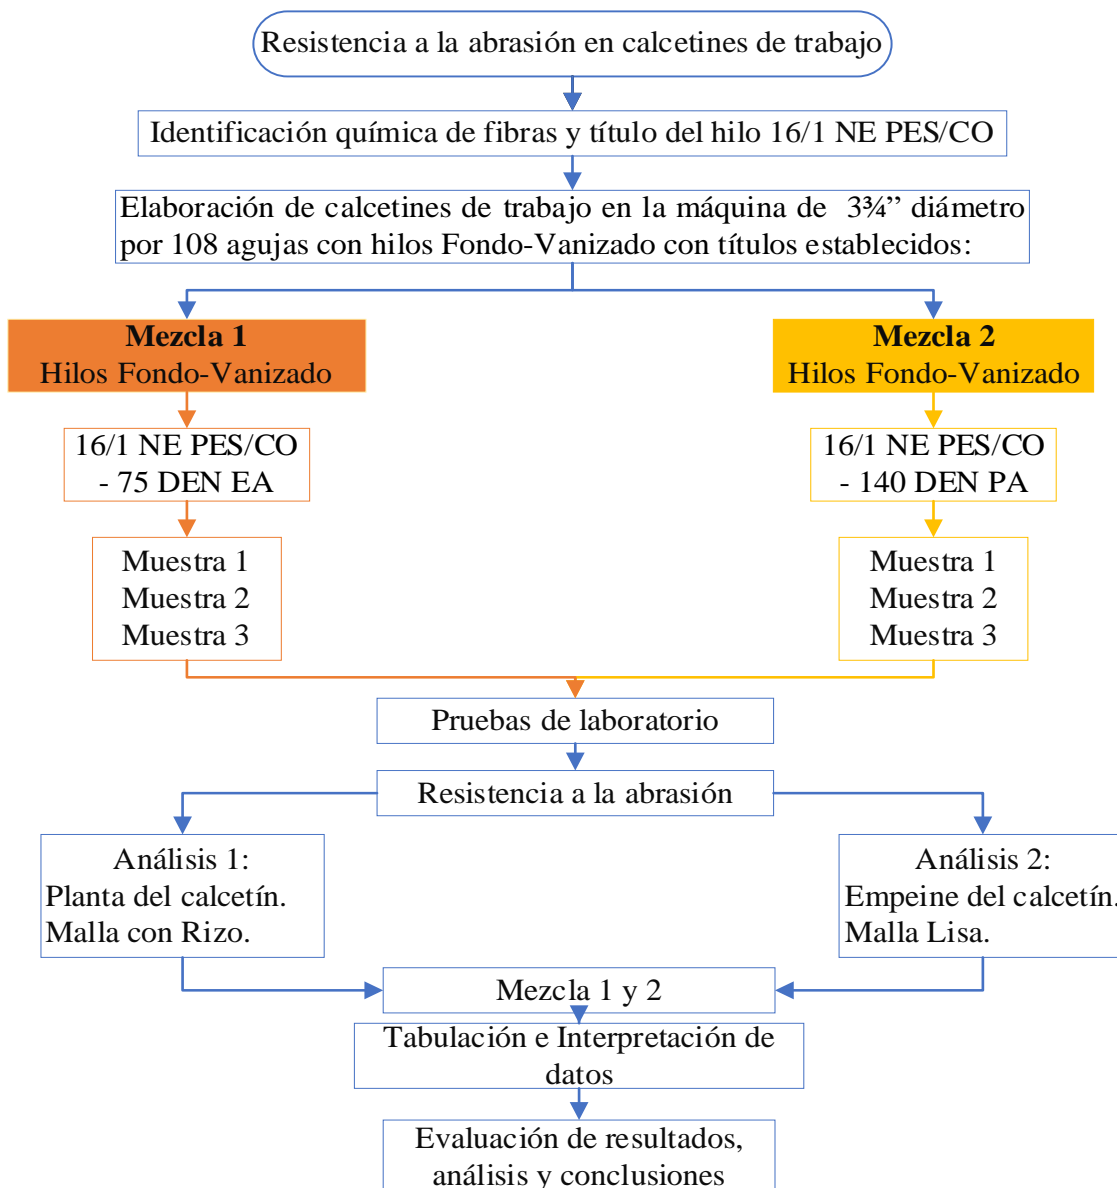 Resistencia a la abrasión en calcetines de trabajo
Identificación química de fibras y título del hilo 16/1 NE PES/CO
Elaboración de calcetines de trabajo en la máquina de 3¾” diámetro
por 108 agujas con hilos Fondo-Vanizado con títulos establecidos:
Mezcla 1
Hilos Fondo-Vanizado
Mezcla 2
Hilos Fondo-Vanizado
16/1 NE PES/CO
- 75 DEN EA
16/1 NE PES/CO
- 140 DEN PA
Muestra 1
Muestra 2
Muestra 3
Muestra 1
Muestra 2
Muestra 3
Pruebas de laboratorio
Resistencia a la abrasión
Análisis 1:
Planta del calcetín.
Malla con Rizo.
Análisis 2:
Empeine del calcetín.
Malla Lisa.
Mezcla 1 y 2
Tabulación e Interpretación de
datos
Evaluación de resultados,
análisis y conclusiones